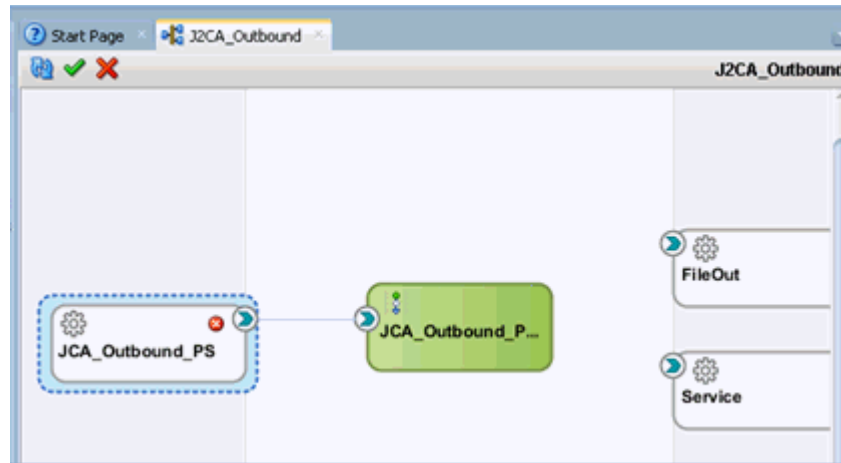 Start Page
J2CA_Outbound
J2CA_Outbound
FileOut
JCA_Outbound_PS
JCA_Outbound_P...
Service